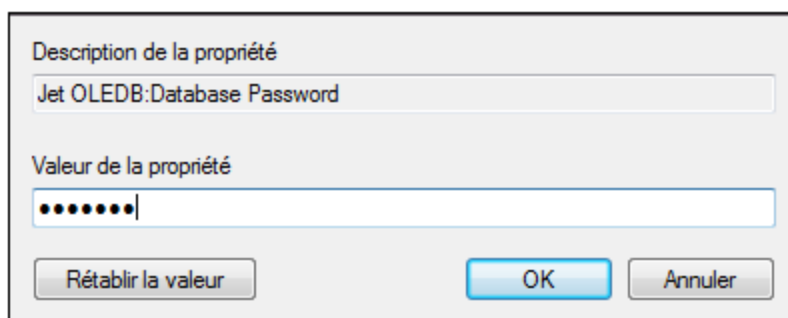 Description de la propriété
Jet OLEDB:Database Password
Valeur de la propriété
●●●●●●●
Rétablir la valeur OK Annuler